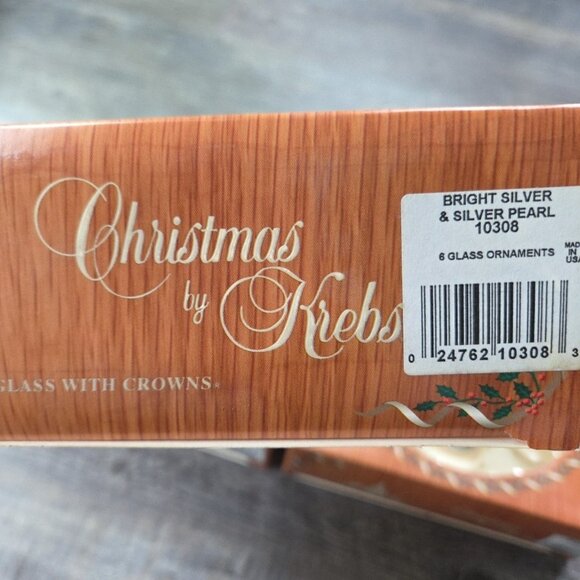 Christmas
by Krebs
GLASS WITH CROWNS®
BRIGHT SILVER
& SILVER PEARL
10308
6 GLASS ORNAMENTS
MADE
IN
USA
0 24762 10308 3